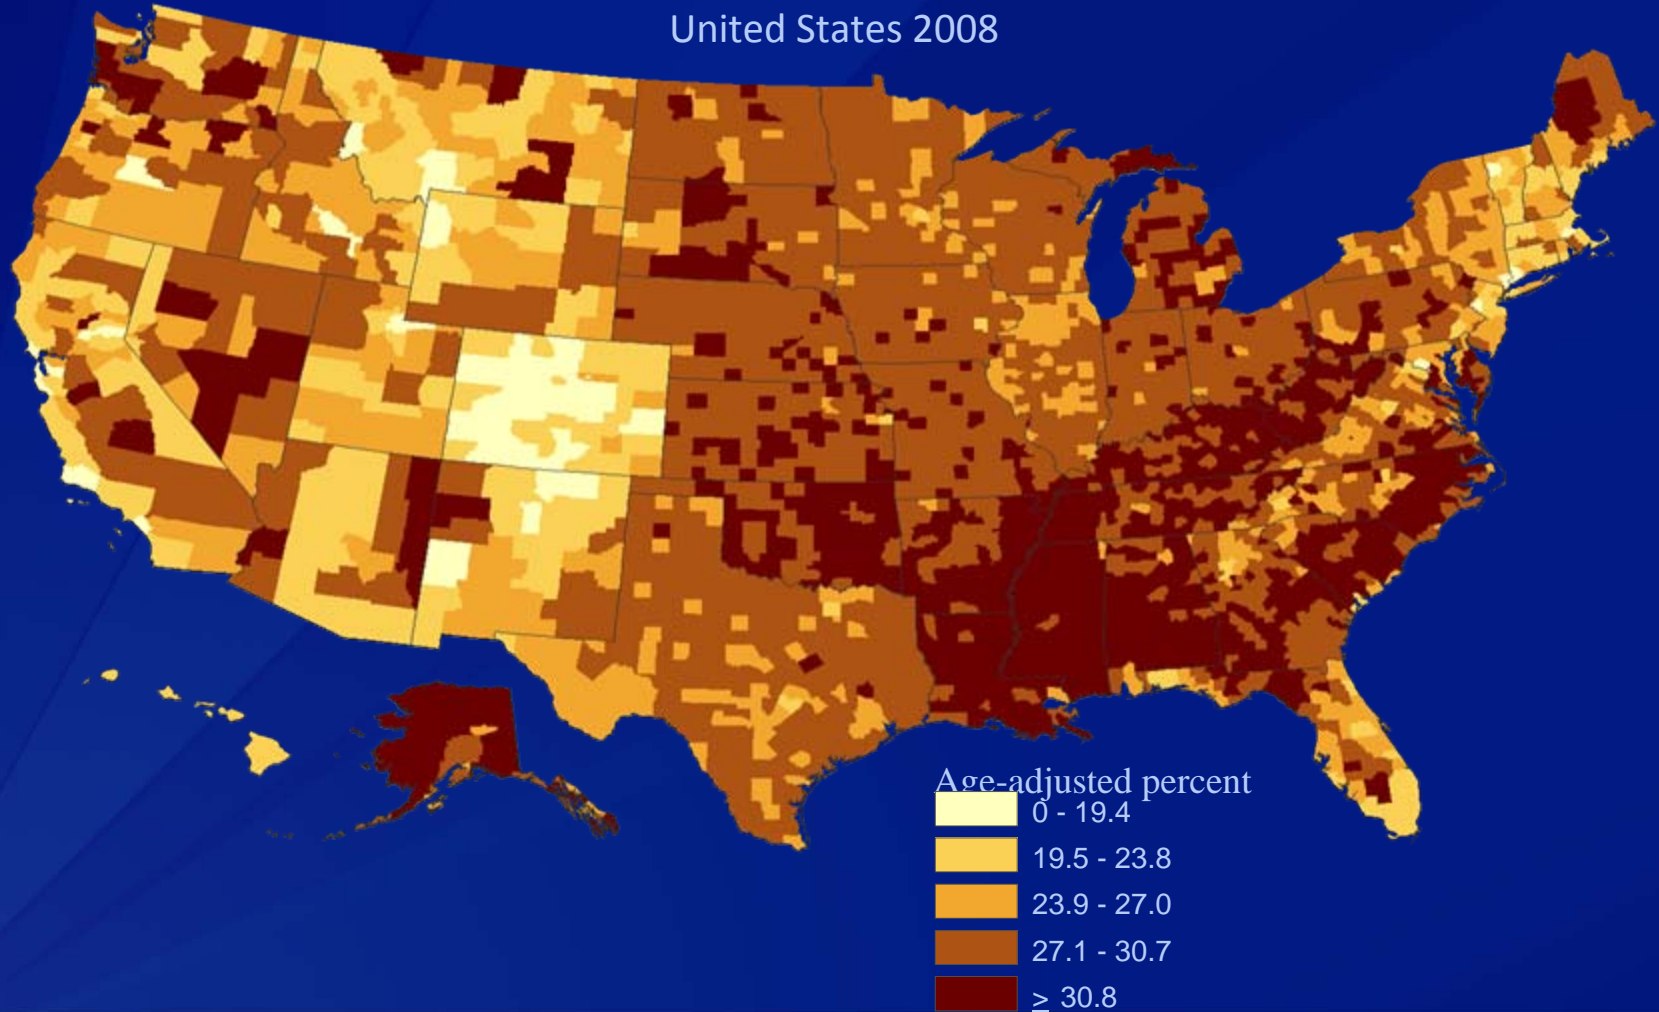 United States 2008
Age-adjusted percent
0 - 19.4
19.5 - 23.8
23.9 - 27.0
27.1 - 30.7
≥ 30.8